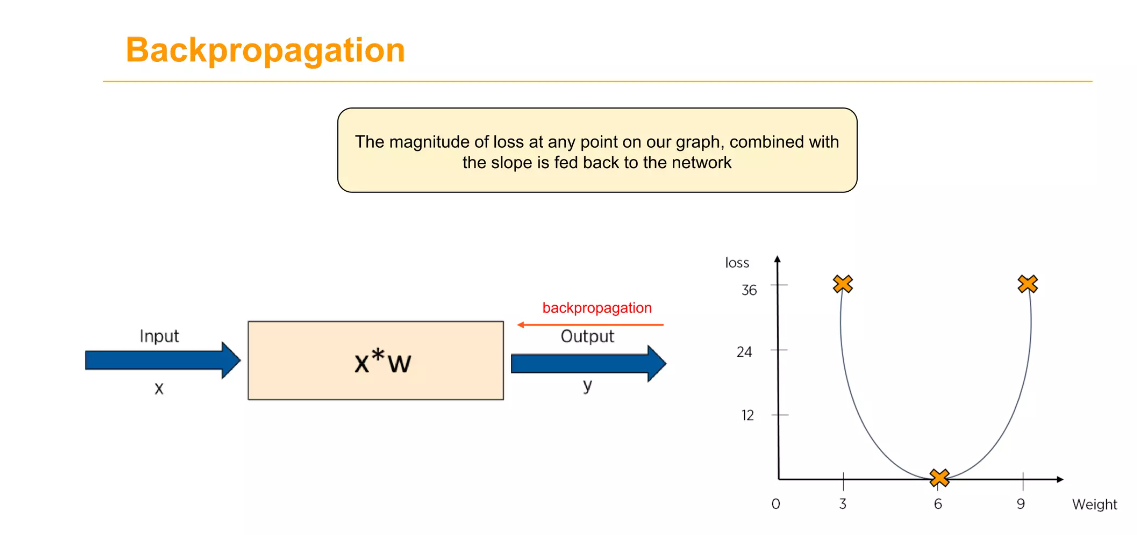 Backpropagation
The magnitude of loss at any point on our graph, combined with
the slope is fed back to the network
Input
x
x*w
backpropagation
Output
y
loss
36
24
12
0 3 6 9 Weight